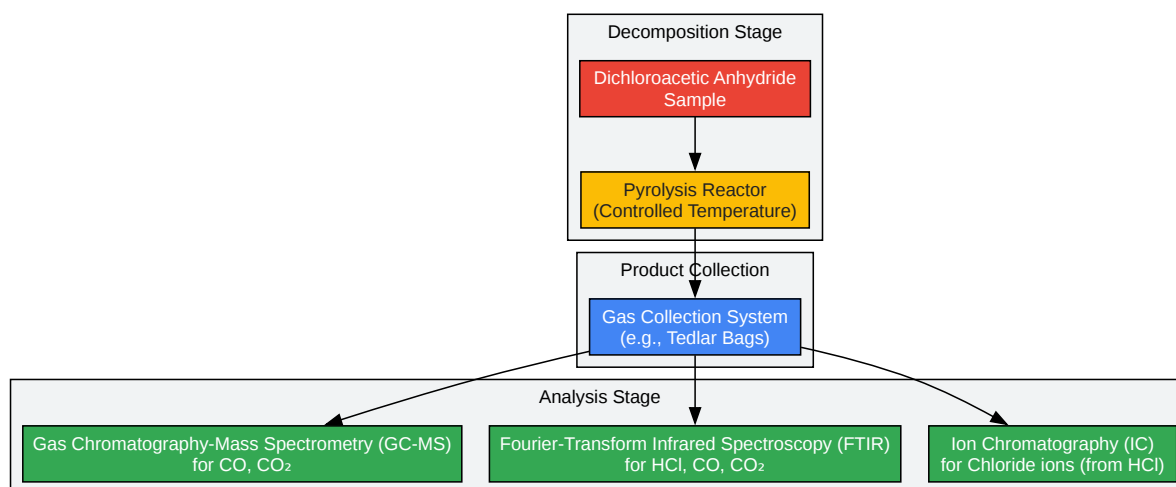 Decomposition Stage
Dichloroacetic Anhydride
Sample
Pyrolysis Reactor
(Controlled Temperature)
Product Collection
Gas Collection System
(e.g., Tedlar Bags)
Analysis Stage
Gas Chromatography-Mass Spectrometry (GC-MS)
for CO, CO₂
Fourier-Transform Infrared Spectroscopy (FTIR)
for HCl, CO, CO₂
Ion Chromatography (IC)
for Chloride ions (from HCl)